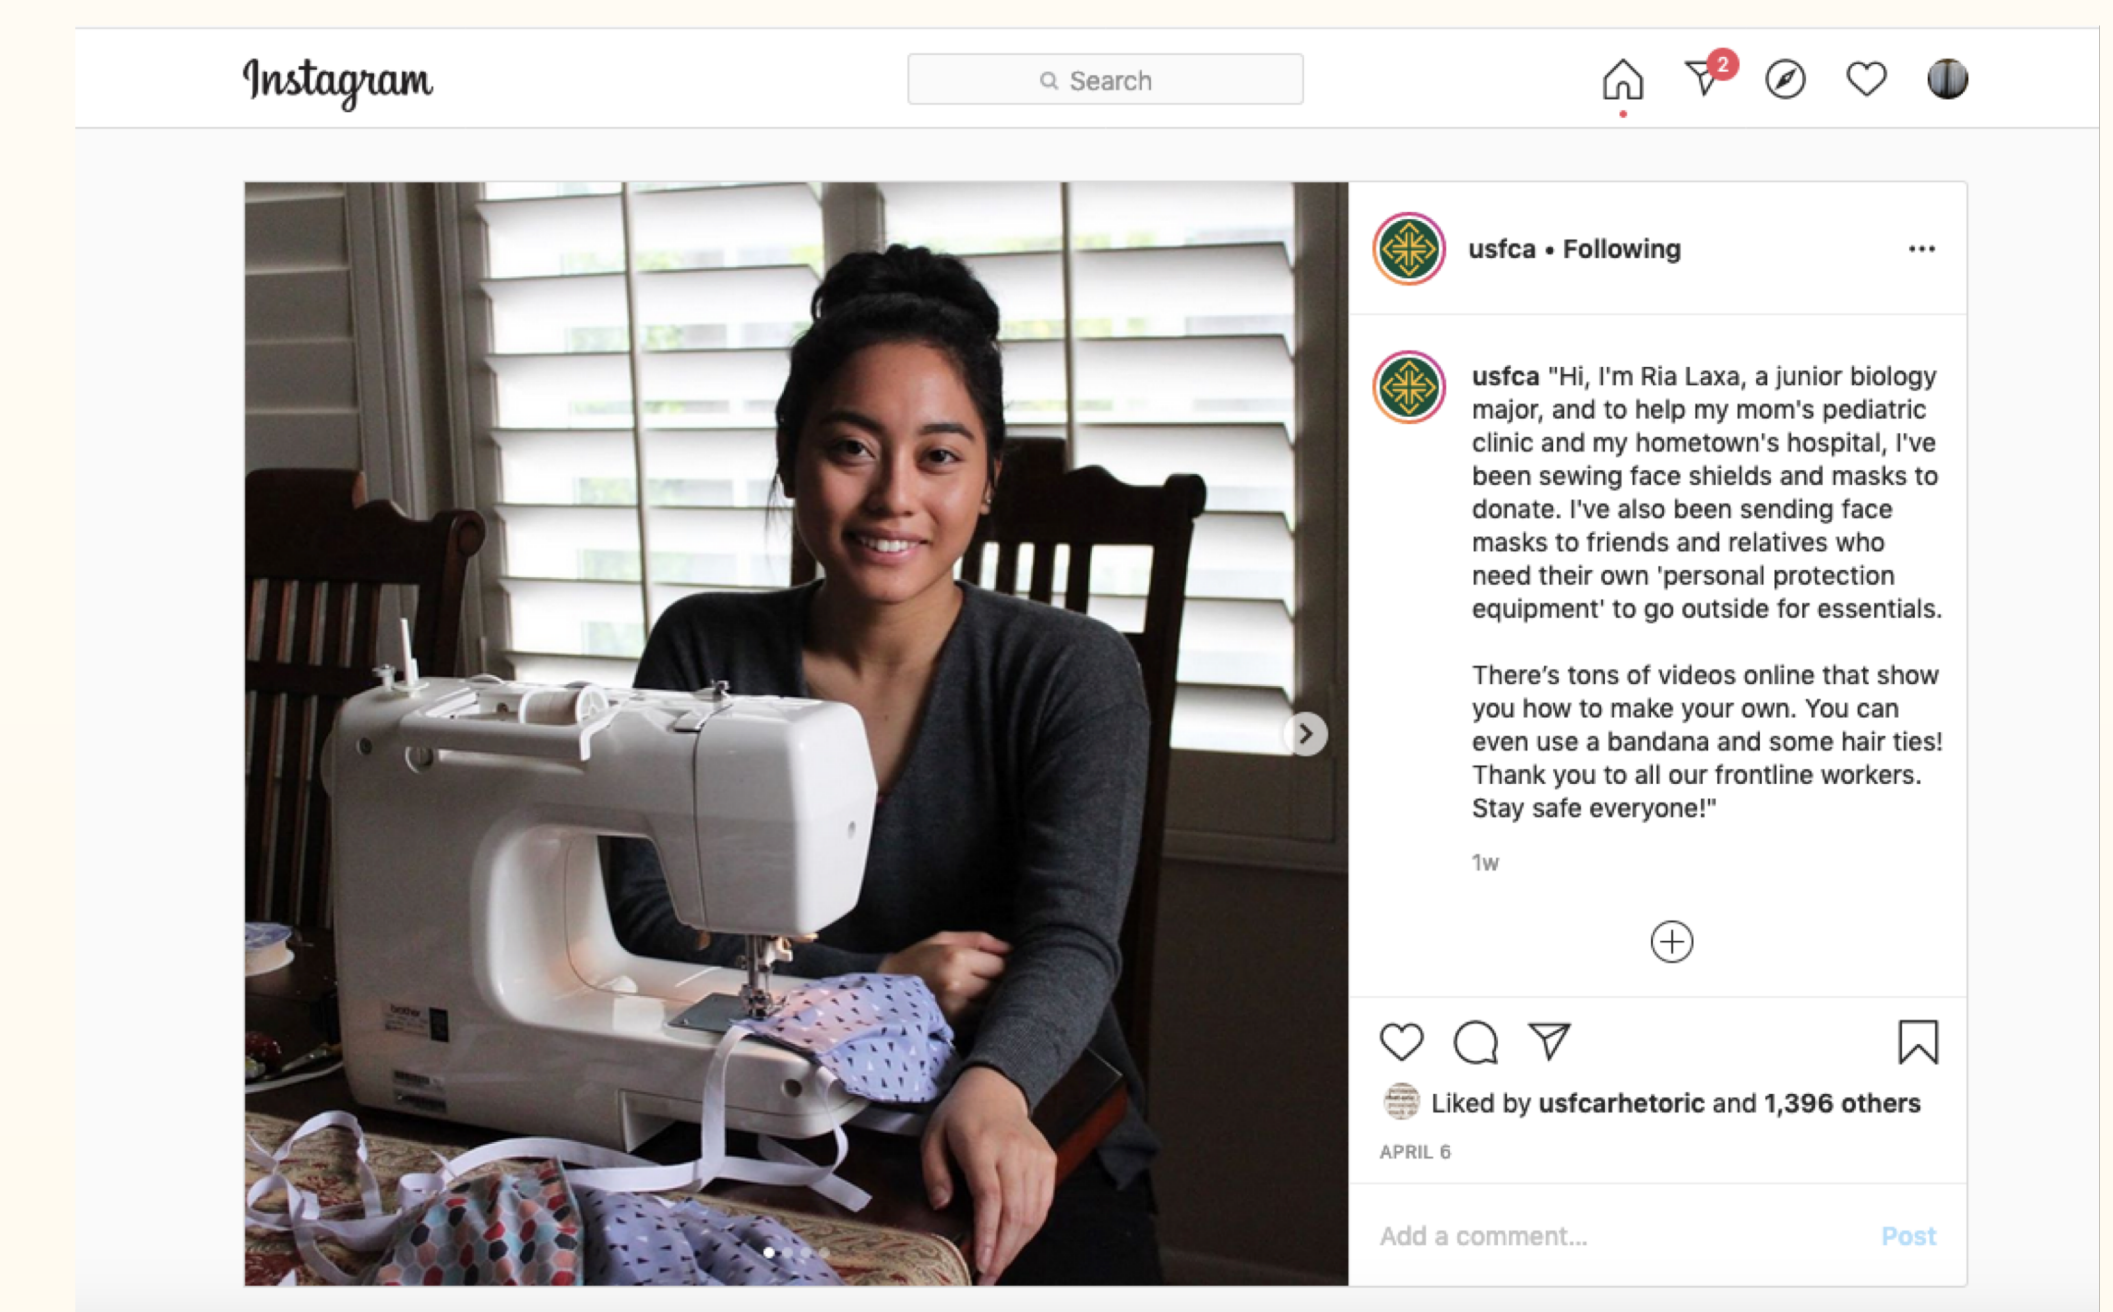 Instagram
Search
2
usfca • Following
usfca "Hi, I'm Ria Laxa, a junior biology
major, and to help my mom's pediatric
clinic and my hometown's hospital, I've
been sewing face shields and masks to
donate. I've also been sending face
masks to friends and relatives who
need their own 'personal protection
equipment' to go outside for essentials.
There’s tons of videos online that show
you how to make your own. You can
even use a bandana and some hair ties!
Thank you to all our frontline workers.
Stay safe everyone!"
1w
brother
Liked by usfcarhetoric and 1,396 others
APRIL 6
Add a comment...
Post